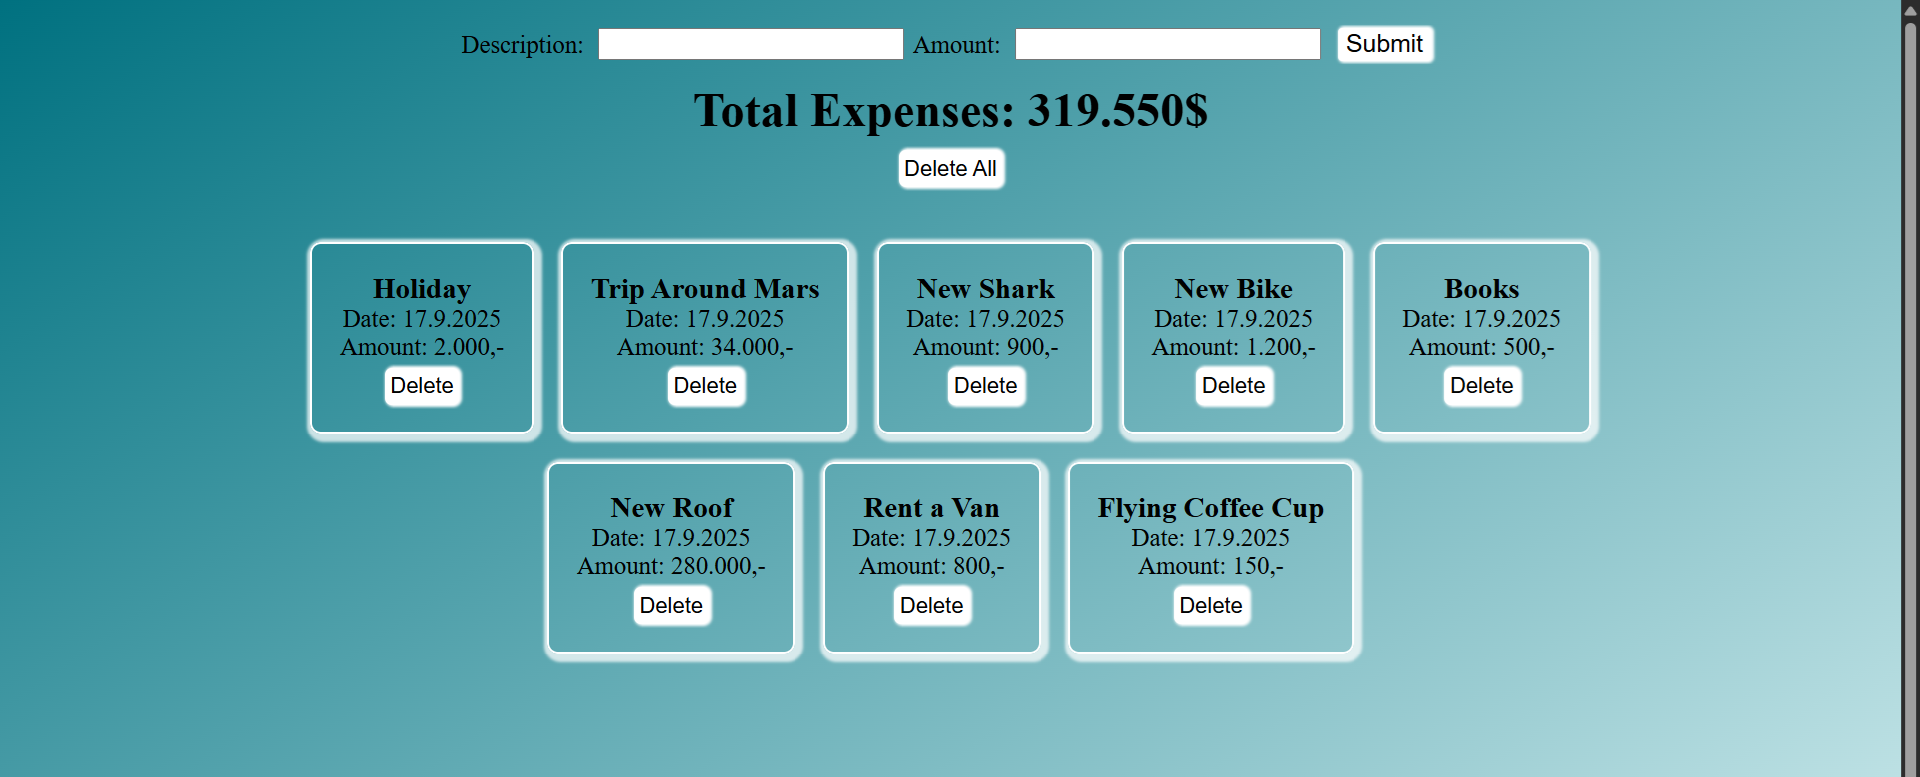 Description: Amount: Submit
Total Expenses: 319.550$
Delete All
Holiday
Date: 17.9.2025
Amount: 2.000,-
Delete
Trip Around Mars
Date: 17.9.2025
Amount: 34.000,-
Delete
New Shark
Date: 17.9.2025
Amount: 900,-
Delete
New Bike
Date: 17.9.2025
Amount: 1.200,-
Delete
Books
Date: 17.9.2025
Amount: 500,-
Delete
New Roof
Date: 17.9.2025
Amount: 280.000,-
Delete
Rent a Van
Date: 17.9.2025
Amount: 800,-
Delete
Flying Coffee Cup
Date: 17.9.2025
Amount: 150,-
Delete